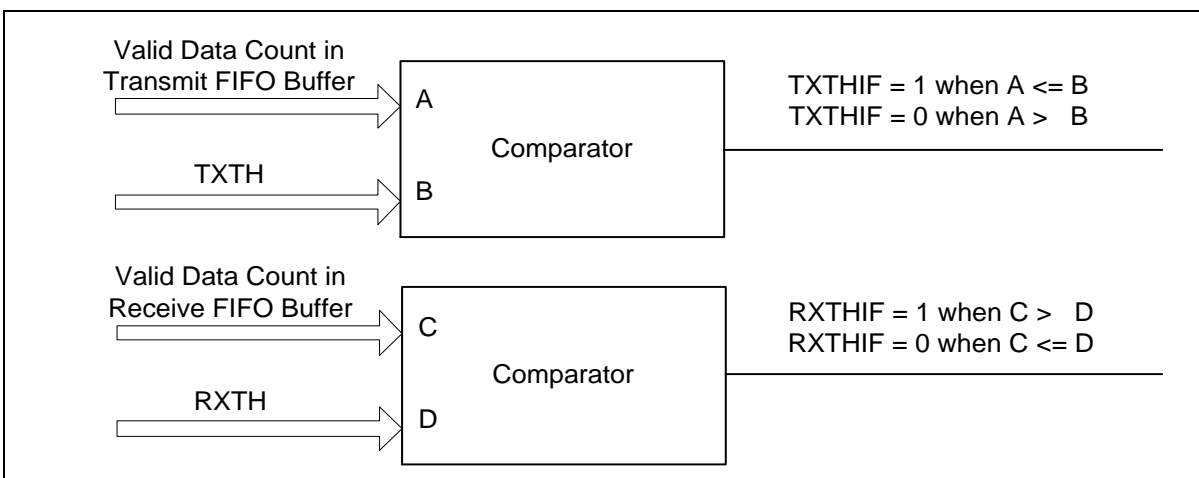 Valid Data Count in
Transmit FIFO Buffer
A
TXTH
B
Comparator
TXTHIF = 1 when A <= B
TXTHIF = 0 when A > B
Valid Data Count in
Receive FIFO Buffer
C
RXTH
D
Comparator
RXTHIF = 1 when C > D
RXTHIF = 0 when C <= D